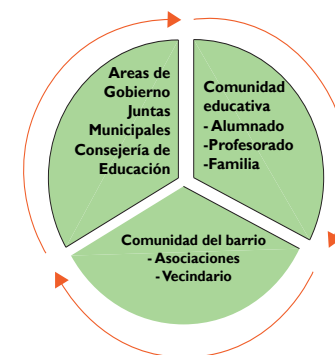 Areas de
Gobierno
Juntas
Municipales
Consejería de
Educación
Comunidad
educativa
- Alumnado
-Profesorado
-Familia
Comunidad del barrio
- Asociaciones
- Vecindario